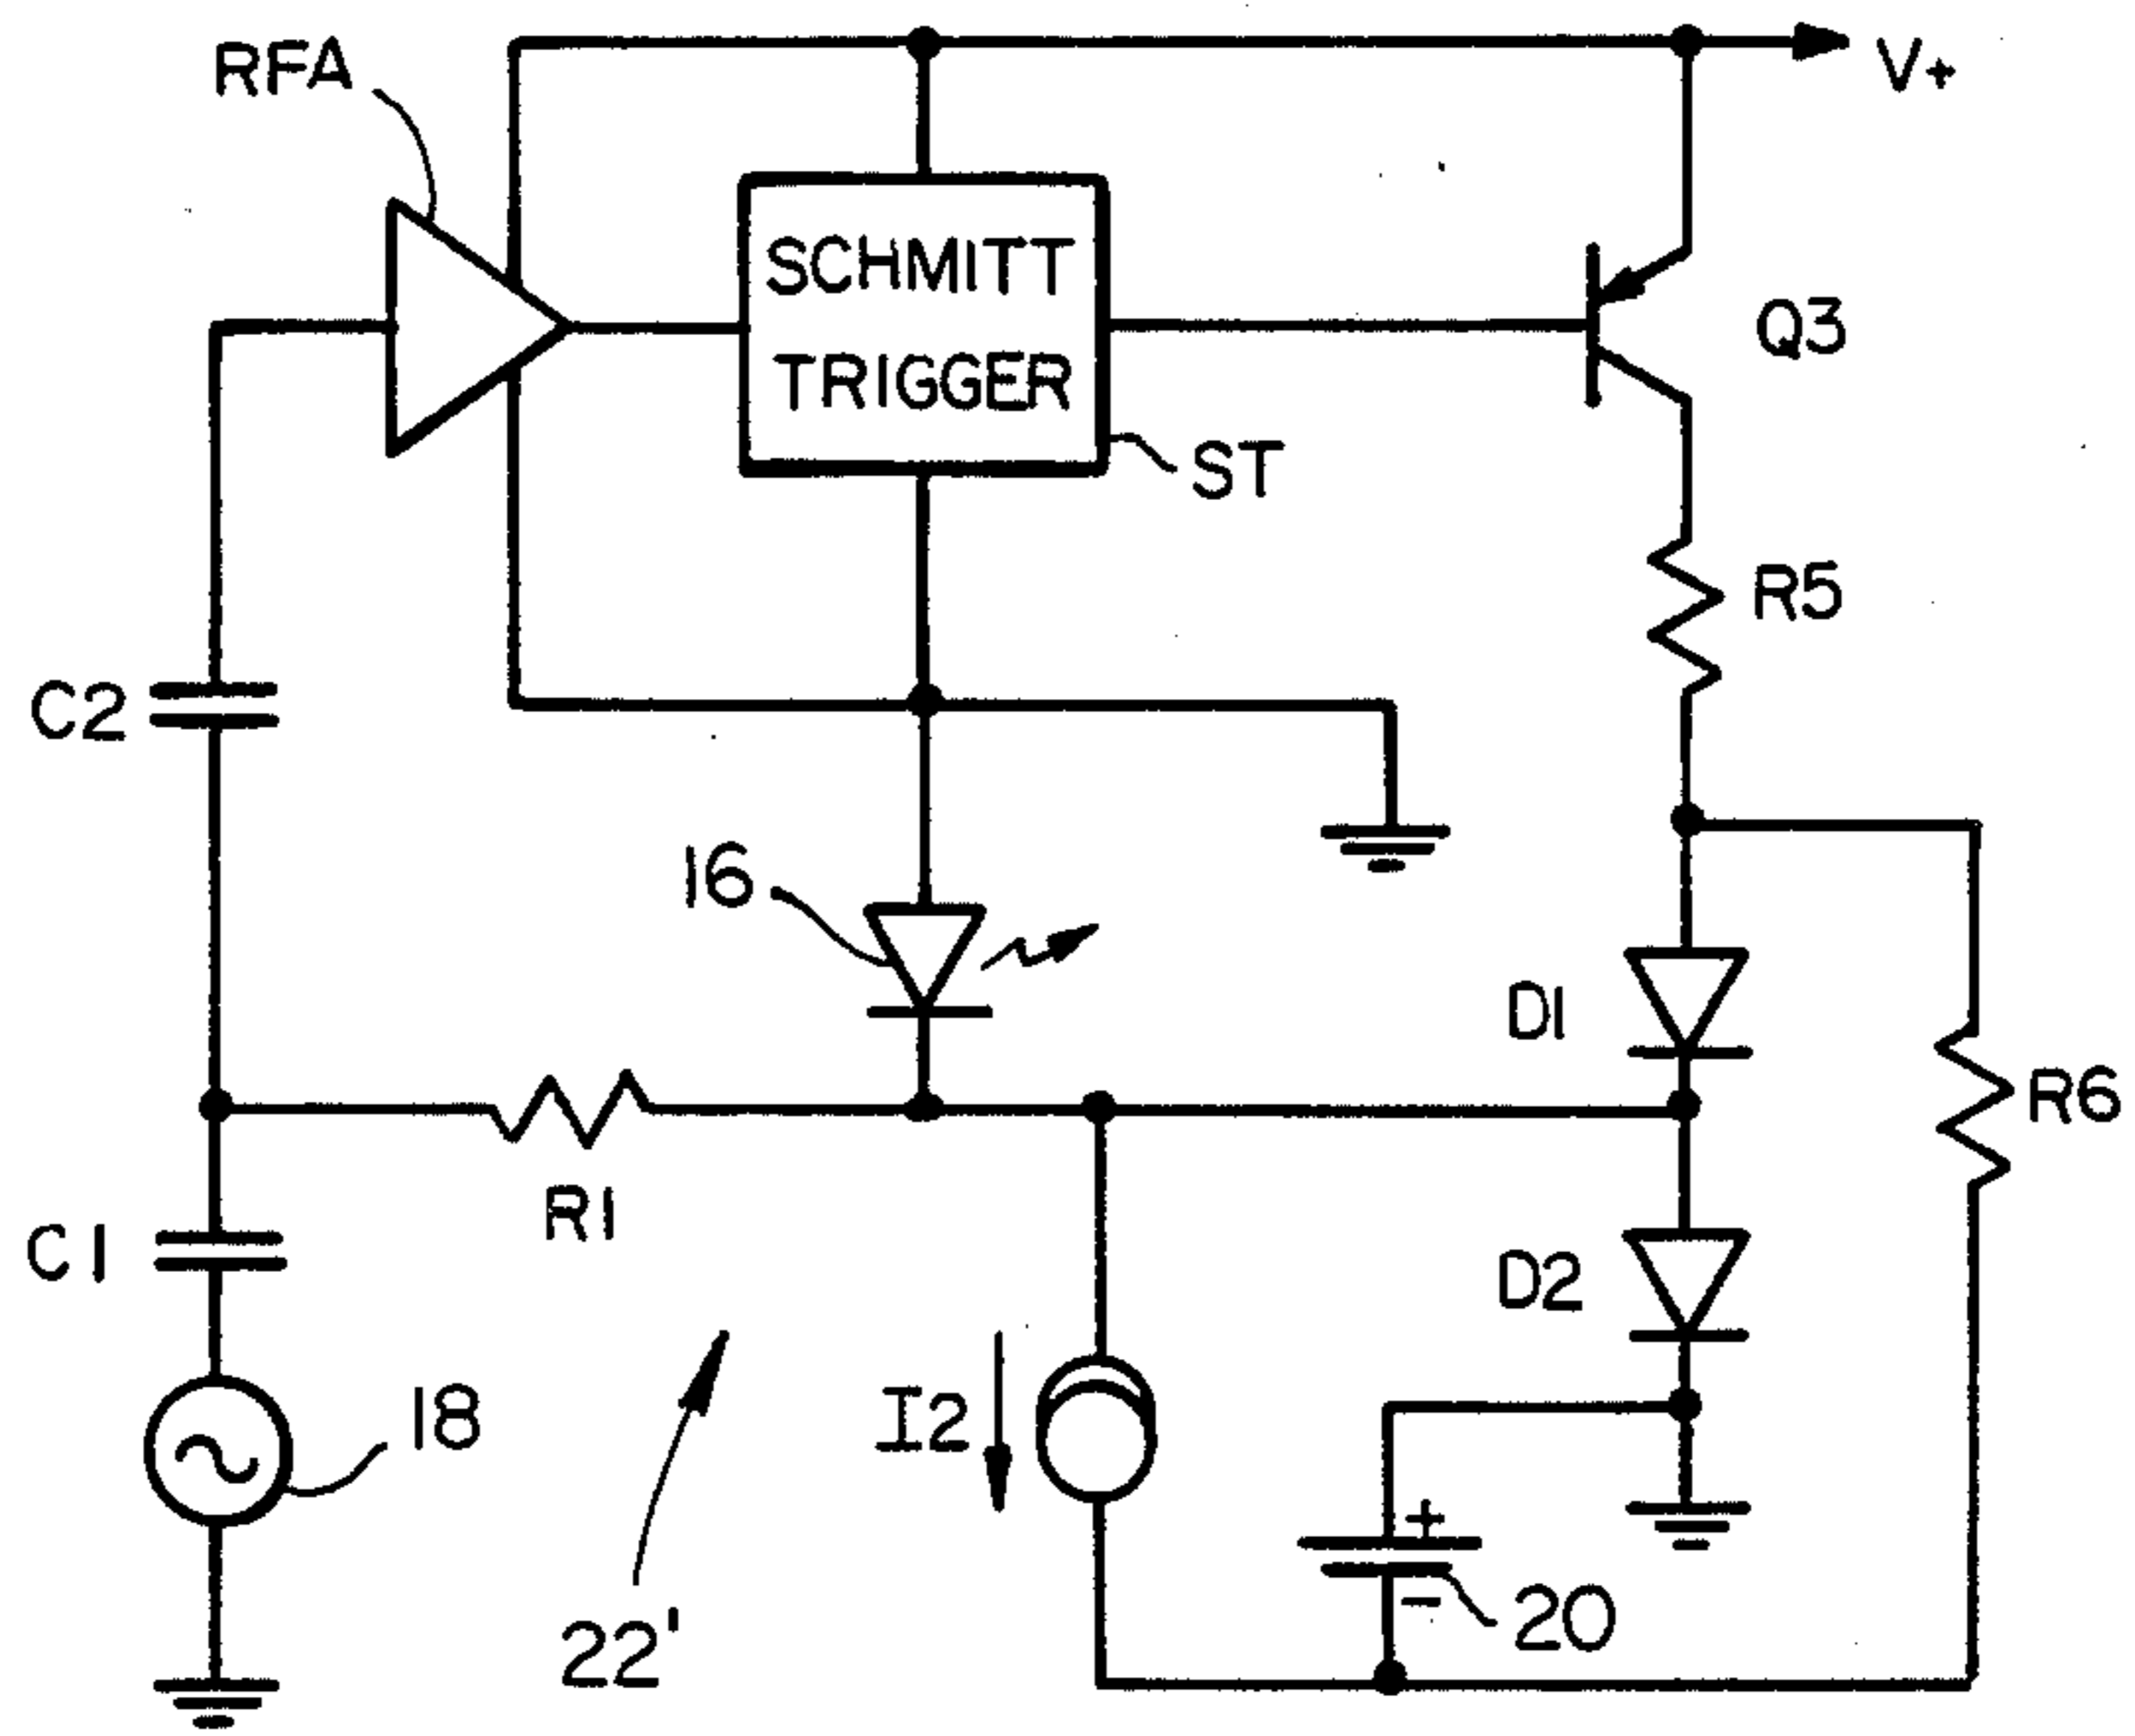 RFA
V+
SCHMITT
TRIGGER
Q3
ST
R5
C2
16
D1
R6
R1
C1
D2
18
I2
+
20
-
22'